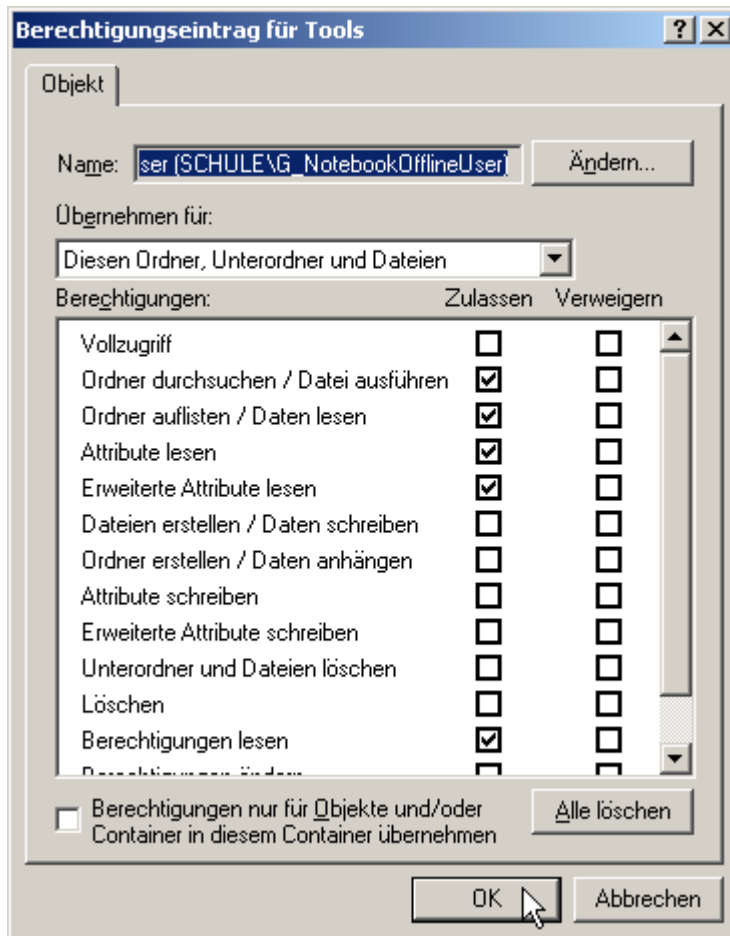 Berechtigungseintrag für Tools
Objekt
Name: ser (SCHULE\G_NotebookOfflineUser) Ändern...
Übernehmen für:
Diesen Ordner, Unterordner und Dateien
Berechtigungen: Zulassen Verweigern
Vollzugriff
Ordner durchsuchen / Datei ausführen
Ordner auflisten / Daten lesen
Attribute lesen
Erweiterte Attribute lesen
Dateien erstellen / Daten schreiben
Ordner erstellen / Daten anhängen
Attribute schreiben
Erweiterte Attribute schreiben
Unterordner und Dateien löschen
Löschen
Berechtigungen lesen
Berechtigungen ändern
Berechtigungen nur für Objekte und/oder
Container in diesem Container übernehmen
Alle löschen
OK Abbrechen